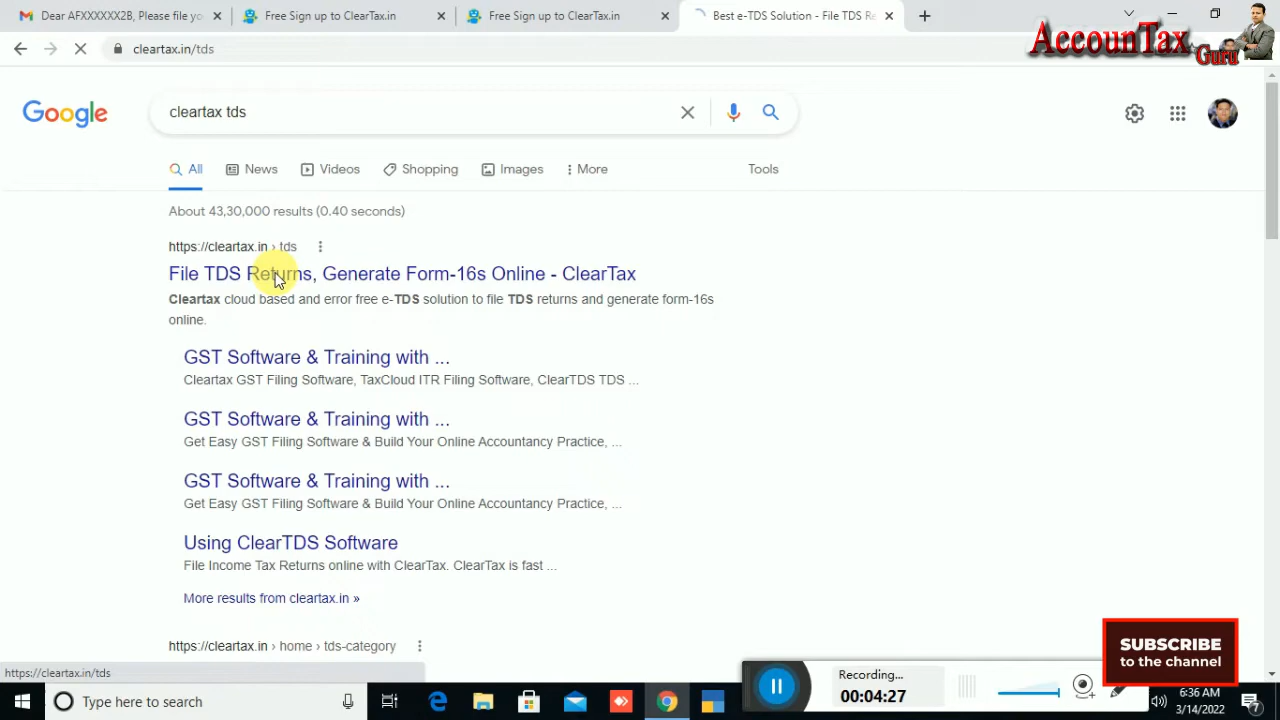 Dear AFXXXXXX2B, Please file yo
Free Sign up to ClearTax.in
Free Sign up to ClearTax.in
Best e-TDS Solution - File TDS Re
cleartax.in/tds
AccounTax
Guru
Google
cleartax tds
All
News
Videos
Shopping
Images
More
Tools
About 43,30,000 results (0.40 seconds)
https://cleartax.in › tds
File TDS Returns, Generate Form-16s Online - ClearTax
Cleartax cloud based and error free e-TDS solution to file TDS returns and generate form-16s
online.
GST Software & Training with ...
Cleartax GST Filing Software, TaxCloud ITR Filing Software, ClearTDS TDS ...
GST Software & Training with ...
Get Easy GST Filing Software & Build Your Online Accountancy Practice, ...
GST Software & Training with ...
Get Easy GST Filing Software & Build Your Online Accountancy Practice, ...
Using ClearTDS Software
File Income Tax Returns online with ClearTax. ClearTax is fast ...
More results from cleartax.in »
https://cleartax.in › home › tds-category
SUBSCRIBE
to the channel
https://cleartax.in/tds
Recording...
00:04:27
Type here to search
6:36 AM
3/14/2022
7